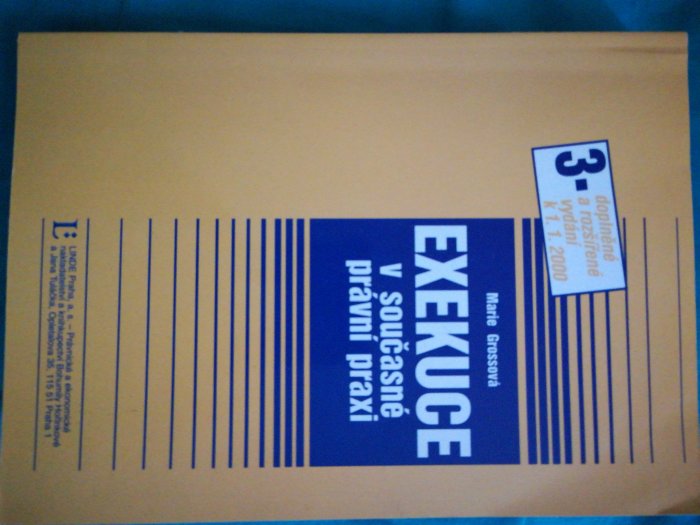 3.
doplněné
a rozšířené
vydání
k 1. 1. 2000
Marie Grossová
EXEKUCE
v současné
právní praxi
L:
LINDE Praha, a. s. – Právnické a ekonomické
nakladatelství a knihkupectví Bohumily Hořínkové
a Jana Tuláčka, Opletalova 35, 115 51 Praha 1